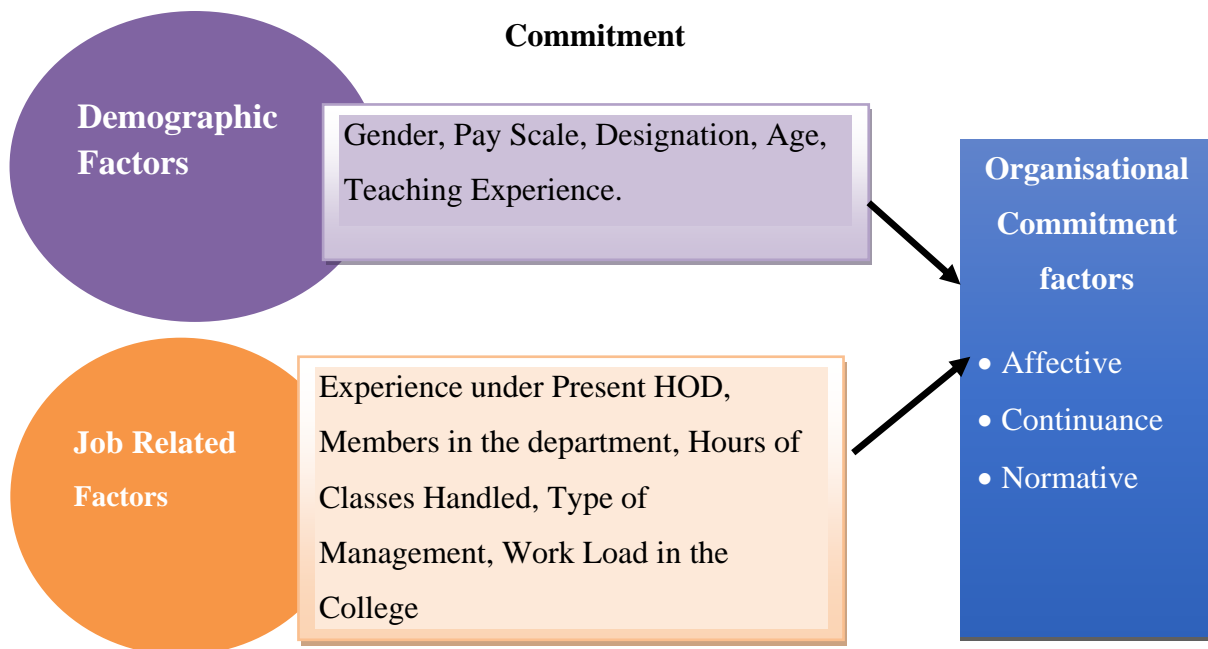 Commitment
Demographic
Factors
Gender, Pay Scale, Designation, Age,
Teaching Experience.
Job Related
Factors
Experience under Present HOD,
Members in the department, Hours of
Classes Handled, Type of
Management, Work Load in the
College
Organisational
Commitment
factors
• Affective
• Continuance
• Normative